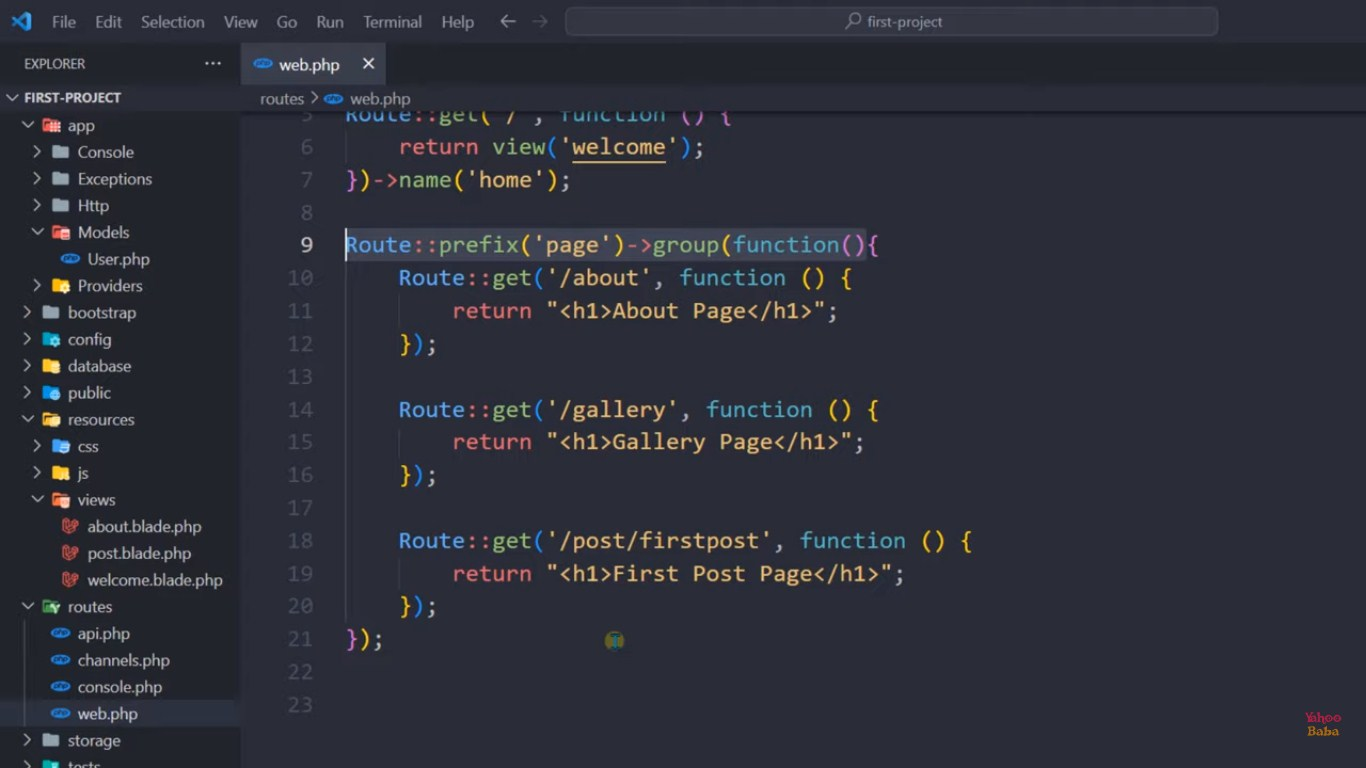 File Edit Selection View Go Run Terminal Help
first-project
EXPLORER
web.php
FIRST-PROJECT
routes > web.php
app
Console
Exceptions
Http
Models
User.php
Providers
bootstrap
config
database
public
resources
css
js
views
about.blade.php
post.blade.php
welcome.blade.php
routes
api.php
channels.php
console.php
web.php
storage
tests
5 Route::get('/', function () {
6     return view('welcome');
7 })->name('home');
8
9 Route::prefix('page')->group(function(){
10     Route::get('/about', function () {
11         return "<h1>About Page</h1>";
12     });
13
14     Route::get('/gallery', function () {
15         return "<h1>Gallery Page</h1>";
16     });
17
18     Route::get('/post/firstpost', function () {
19         return "<h1>First Post Page</h1>";
20     });
21 });
22
23
Yahoo
Baba